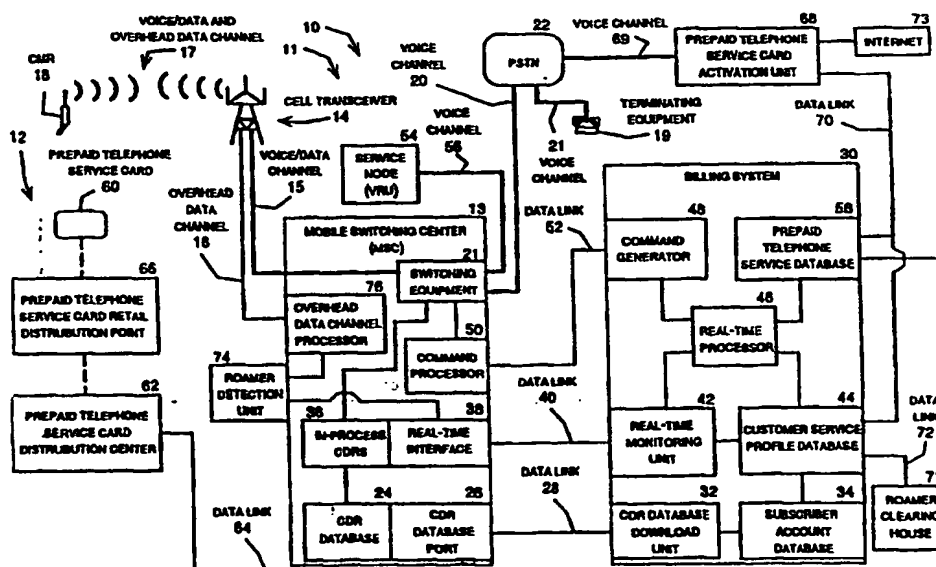 10
11
VOICE/DATA AND
OVERHEAD DATA CHANNEL
17
CMR
18
CELL TRANSCEIVER
14
12
PREPAID TELEPHONE
SERVICE CARD
60
VOICE/DATA
CHANNEL
15
OVERHEAD
DATA
CHANNEL
16
VOICE
CHANNEL
20
22
PSTN
VOICE CHANNEL
69
68
PREPAID TELEPHONE
SERVICE CARD
ACTIVATION UNIT
73
INTERNET
TERMINATING
EQUIPMENT
19
21
VOICE
CHANNEL
DATA LINK
70
VOICE
CHANNEL
56
54
SERVICE
NODE
(VRU)
13
MOBILE SWITCHING CENTER
(MSC)
21
SWITCHING
EQUIPMENT
DATA LINK
52
30
BILLING SYSTEM
48
COMMAND
GENERATOR
58
PREPAID
TELEPHONE
SERVICE DATABASE
66
PREPAID TELEPHONE
SERVICE CARD RETAIL
DISTRUBUTION POINT
76
OVERHEAD
DATA CHANNEL
PROCESSOR
50
COMMAND
PROCESSOR
46
REAL-TIME
PROCESSOR
74
ROAMER
DETECTION
UNIT
62
PREPAID TELEPHONE
SERVICE CARD
DISTRUBUTION CENTER
36
IN-PROCESS
CDRS
38
REAL-TIME
INTERFACE
DATA LINK
40
42
REAL-TIME
MONITORING
UNIT
44
CUSTOMER SERVICE
PROFILE DATABASE
DATA
LINK
72
DATA LINK
64
24
CDR
DATABASE
26
CDR
DATABASE
PORT
DATA LINK
28
32
CDR DATABASE
DOWNLOAD
UNIT
34
SUBSCRIBER
ACCOUNT
DATABASE
ROAMER
CLEARING
HOUSE